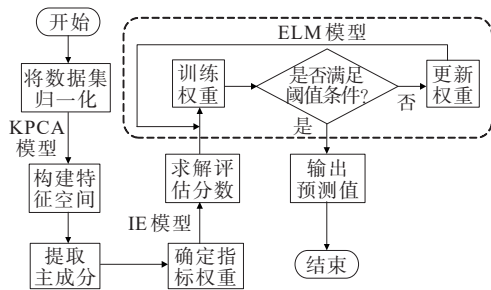 开始
将数据集
归一化
KPCA
模型
构建特
征空间
提取
主成分
确定指
标权重
IE模型
求解评
估分数
ELM模型
训练
权重
是否满足
阈值条件?
否
更新
权重
是
输出
预测值
结束